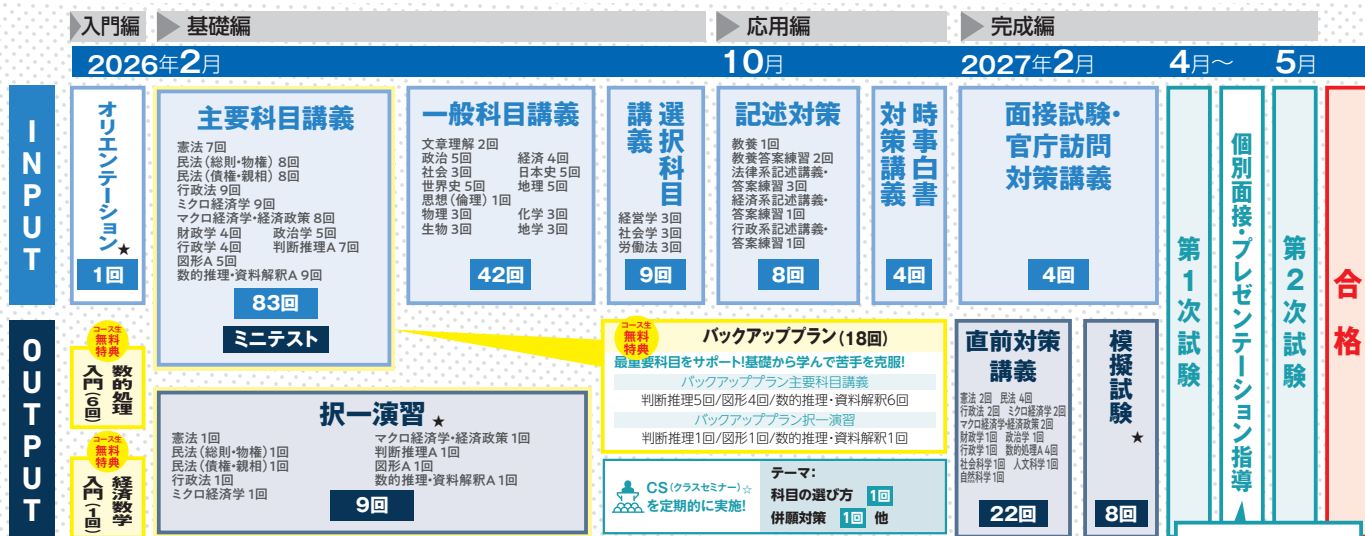 入門編
基礎編
応用編
完成編
2026年2月
10月
2027年2月
4月～
5月
INPUT
オリエンテーション★
1回
主要科目講義
憲法 7回
民法(総則・物権) 8回
民法(債権・親相) 8回
行政法 9回
ミクロ経済学 9回
マクロ経済学・経済政策 8回
財政学 4回 政治学 5回
行政学 4回 判断推理A 7回
図形A 5回
数的推理・資料解釈A 9回
83回
ミニテスト
一般科目講義
文章理解 2回
政治 5回 経済 4回
社会 3回 日本史 5回
世界史 5回 地理 5回
思想(倫理) 1回
物理 3回 化学 3回
生物 3回 地学 3回
42回
選択科目
講義
経営学 3回
社会学 3回
労働法 3回
9回
記述対策
教養 1回
教養答案練習 2回
法律系記述講義・
答案練習 3回
経済系記述講義・
答案練習 1回
行政系記述講義・
答案練習 1回
8回
時事白書
対策講義
4回
面接試験・
官庁訪問
対策講義
4回
第1次試験
個別面接・プレゼンテーション指導
第2次試験
合格
OUTPUT
コース生
無料
特典
数的処理
入門(6回)
コース生
無料
特典
経済数学
入門(1回)
択一演習★
憲法 1回
民法(総則・物権) 1回
民法(債権・親相) 1回
行政法 1回
ミクロ経済学 1回
マクロ経済学・経済政策 1回
判断推理A 1回
図形A 1回
数的推理・資料解釈A 1回
9回
コース生
無料
特典
バックアッププラン(18回)
最重要科目をサポート!基礎から学んで苦手を克服!
バックアッププラン主要科目講義
判断推理5回/図形4回/数的推理・資料解釈6回
バックアッププラン択一演習
判断推理1回/図形1回/数的推理・資料解釈1回
CS(クラスセミナー)☆
を定期的に実施!
テーマ:
科目の選び方 1回
併願対策 1回 他
直前対策
講義
憲法 2回 民法 4回
行政法 2回 ミクロ経済学 2回
マクロ経済学・経済政策 2回
財政学 1回 政治学 1回
行政学 1回 数的処理A 4回
社会科学 1回 人文科学 1回
自然科学 1回
22回
模擬試験
★
8回